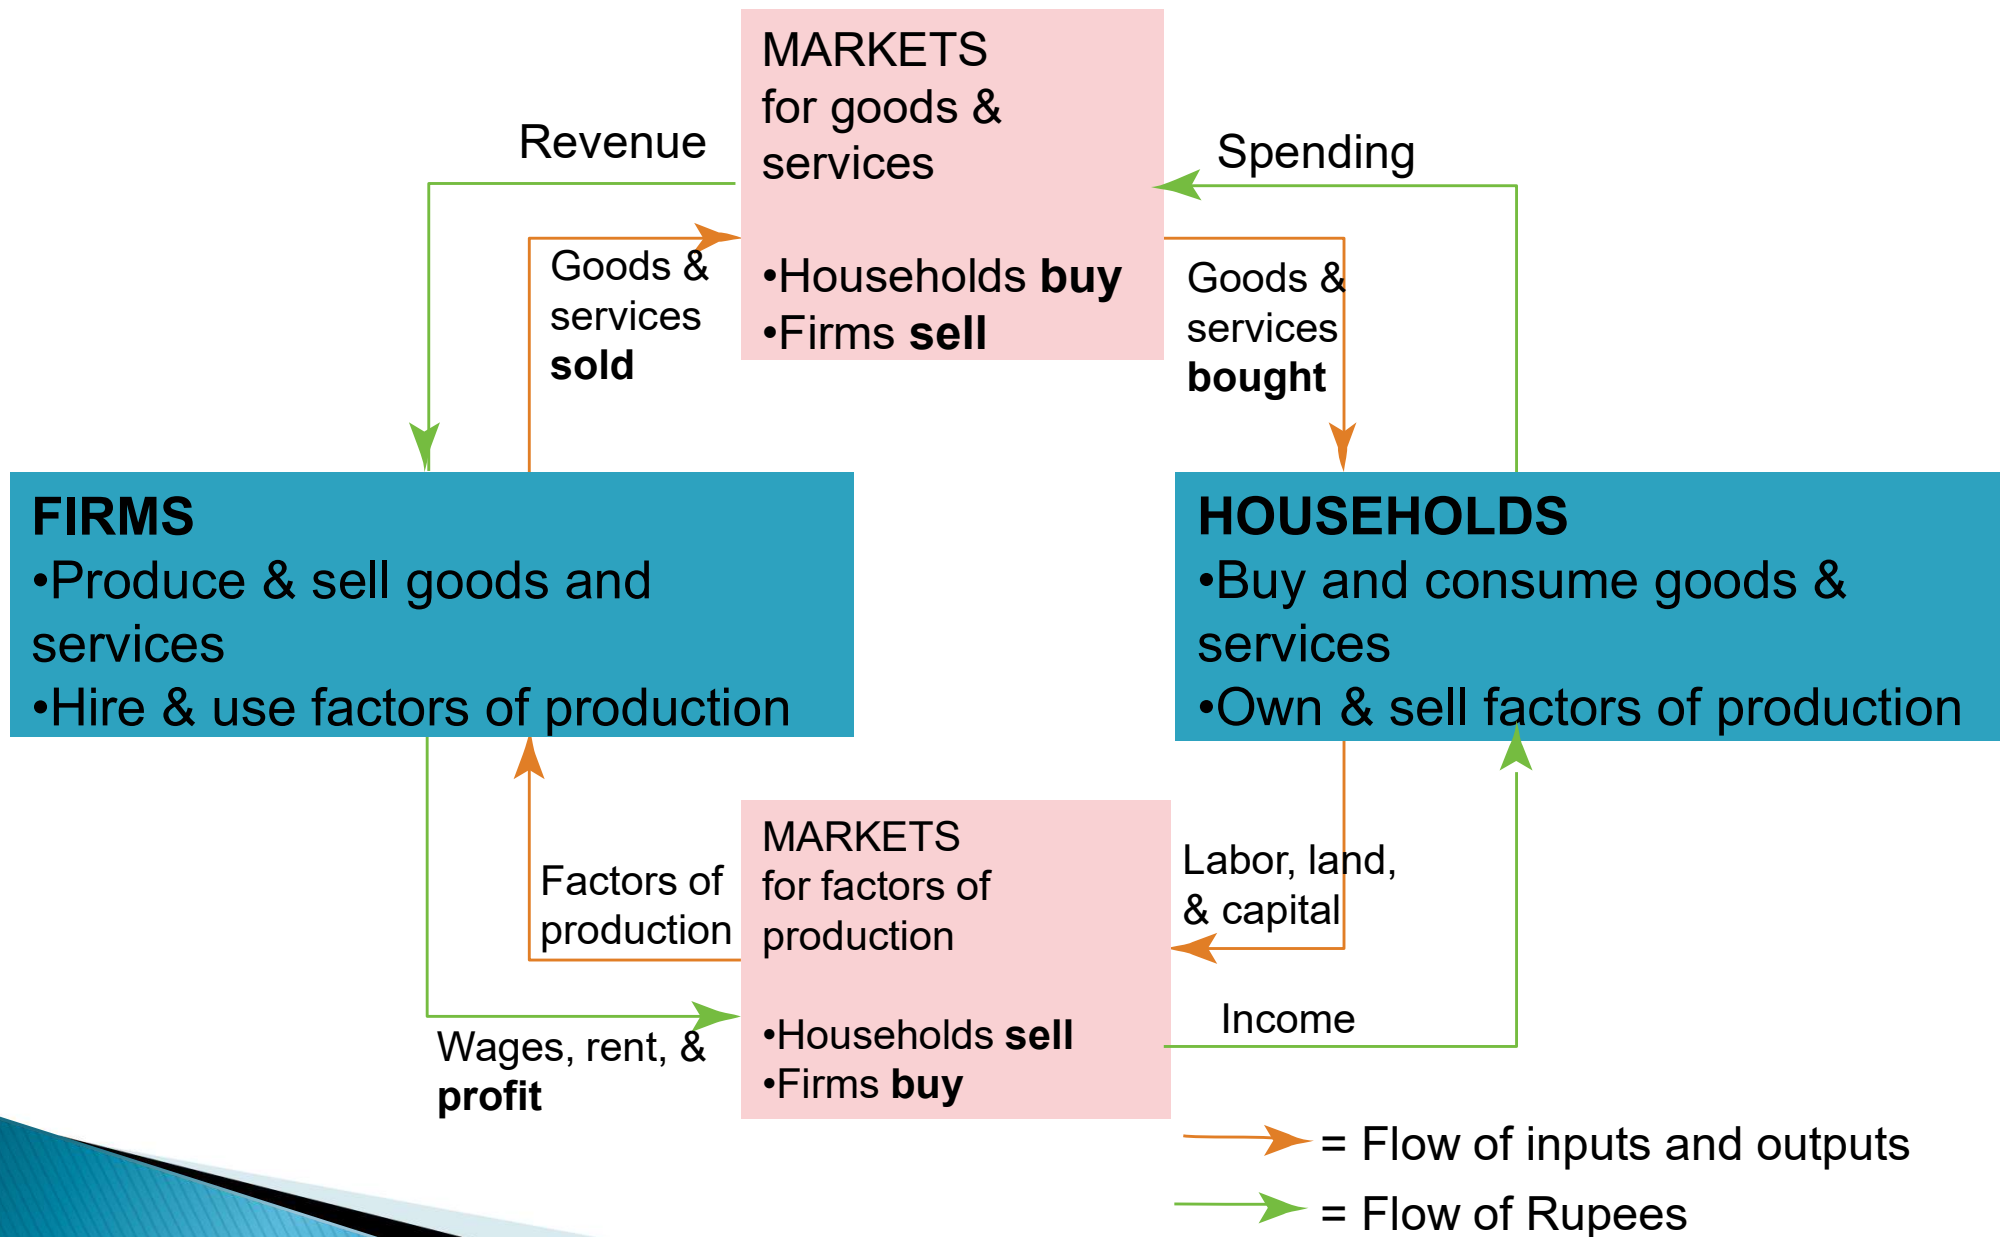 MARKETS
for goods &
services
•Households buy
•Firms sell
Revenue
Spending
Goods &
services
sold
Goods &
services
bought
FIRMS
•Produce & sell goods and
services
•Hire & use factors of production
HOUSEHOLDS
•Buy and consume goods &
services
•Own & sell factors of production
Factors of
production
MARKETS
for factors of
production
•Households sell
•Firms buy
Labor, land,
& capital
Wages, rent, &
profit
Income
= Flow of inputs and outputs
= Flow of Rupees